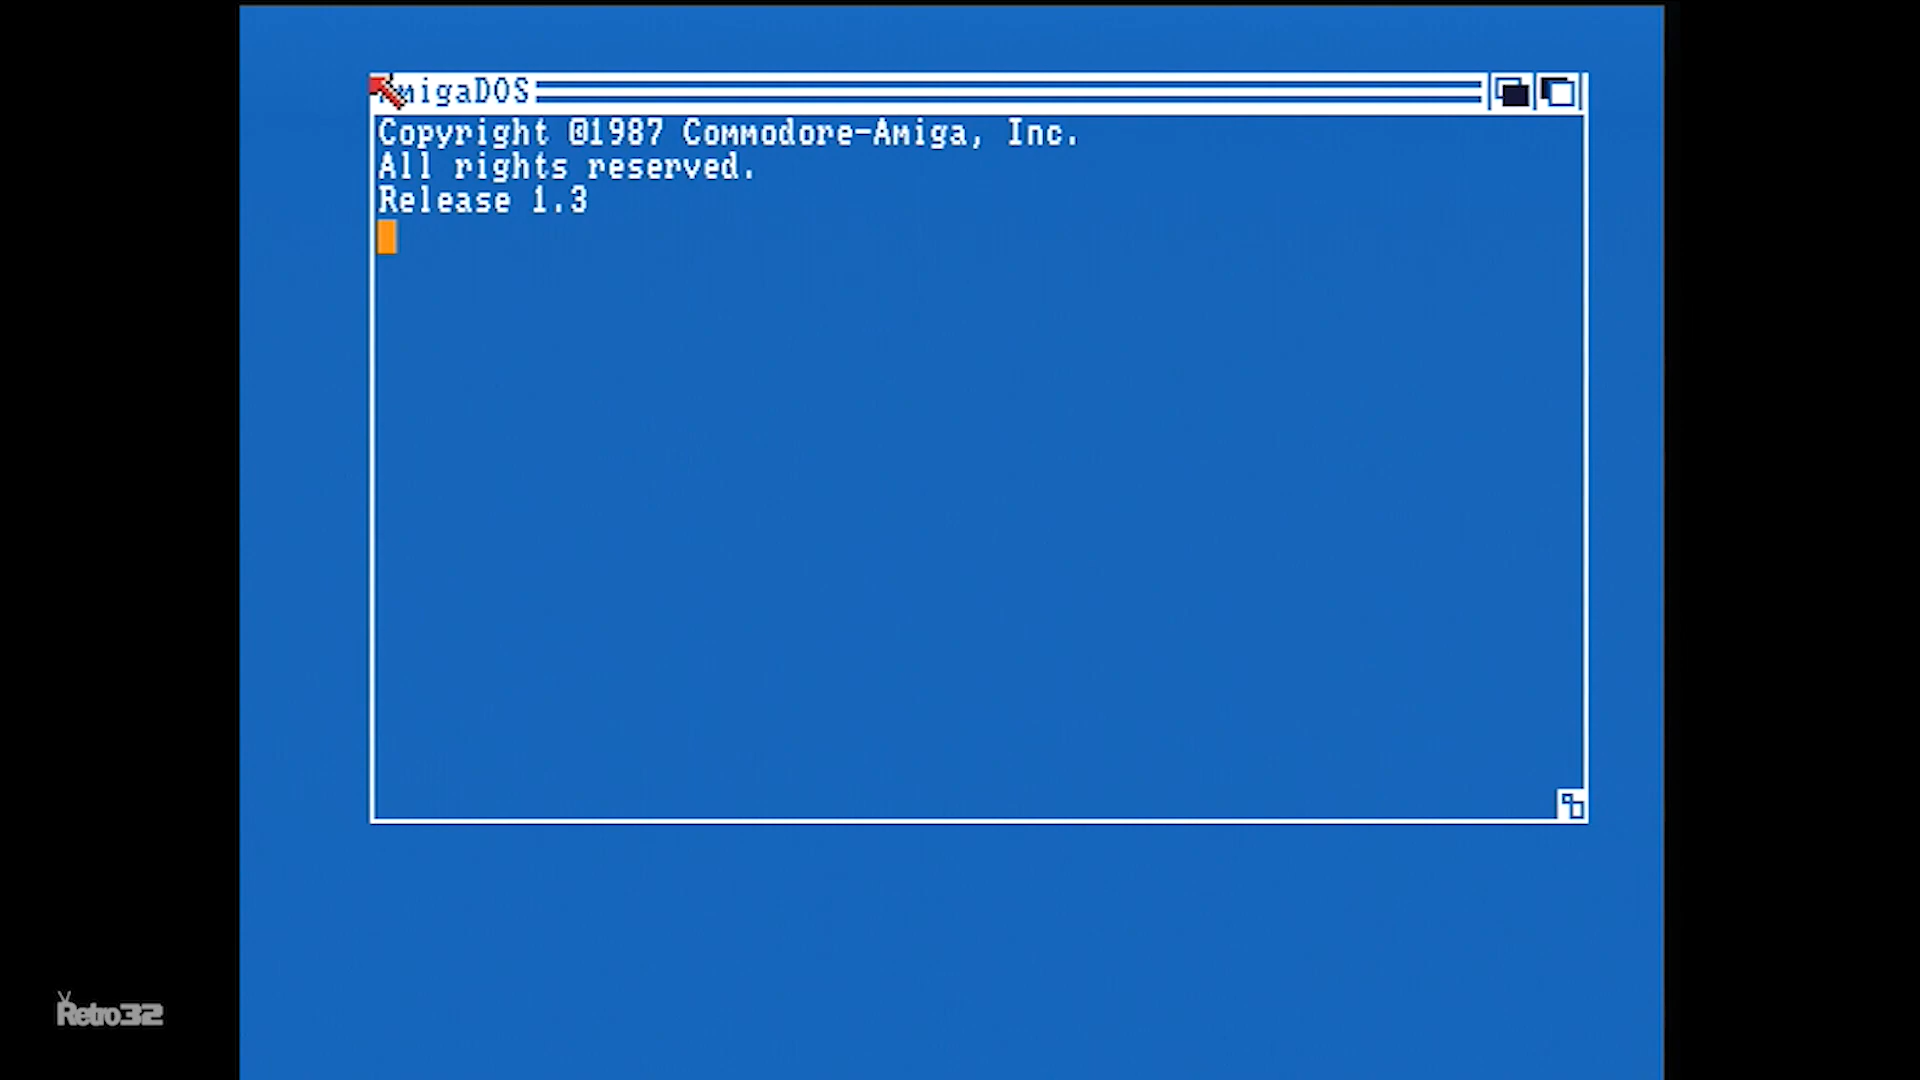 AmigaDOS
Copyright ©1987 Commodore-Amiga, Inc.
All rights reserved.
Release 1.3
Retro32